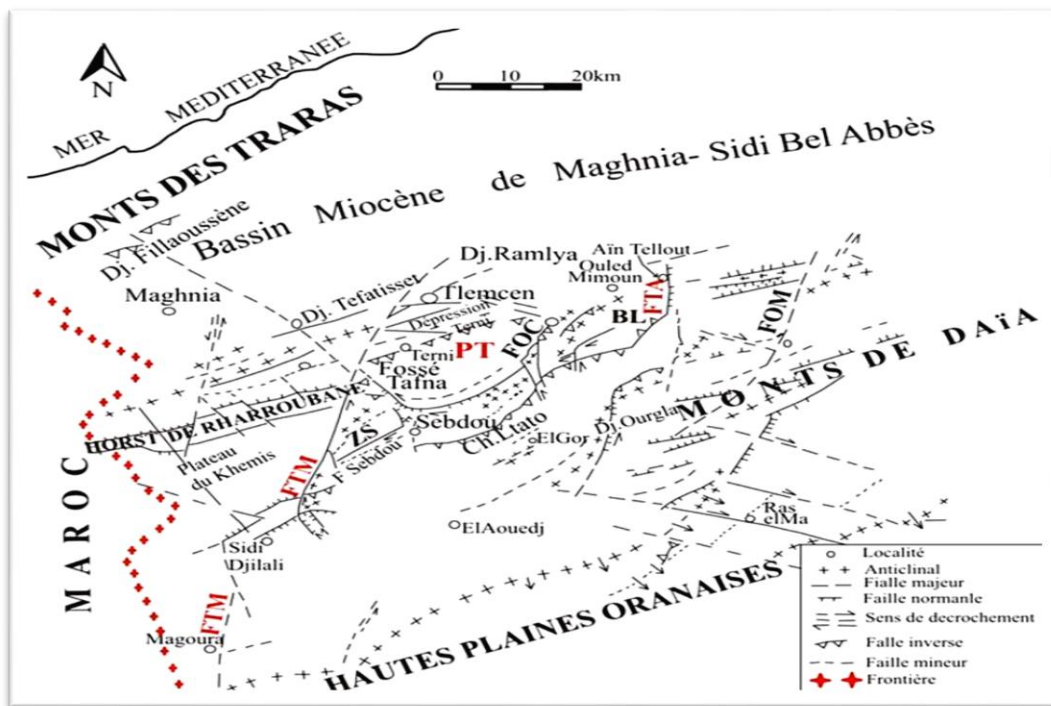 N
MER MEDITERRANEE
0 10 20km
MONTS DES TRARAS
Bassin Miocène de Maghnia- Sidi Bel Abbès
Dj. Fillaoussène
Maghnia
Dj. Tefatisset
Dj.Ramlya
Aïn Tellout
Ouled
Mimoun
Tlemcen
Dépression
Terni
Terni
PT
FOC
BL
FTA
FOM
Fossé
Tafna
MONTS DE DAÏA
HORST DE RHARROUBANE
ZS
Sebdou
F Sebdou
Ch.Ltato
ElGor
Dj Ourgla
Plateau
du Khemis
FTM
MAROC
Sidi
Djilali
ElAouedj
Ras
elMa
FTM
Magoura
HAUTES PLAINES ORANAISES
Localité
Anticlinal
Fialle majeur
Faille normanle
Sens de decrochement
Falle inverse
Faille mineur
Frontière